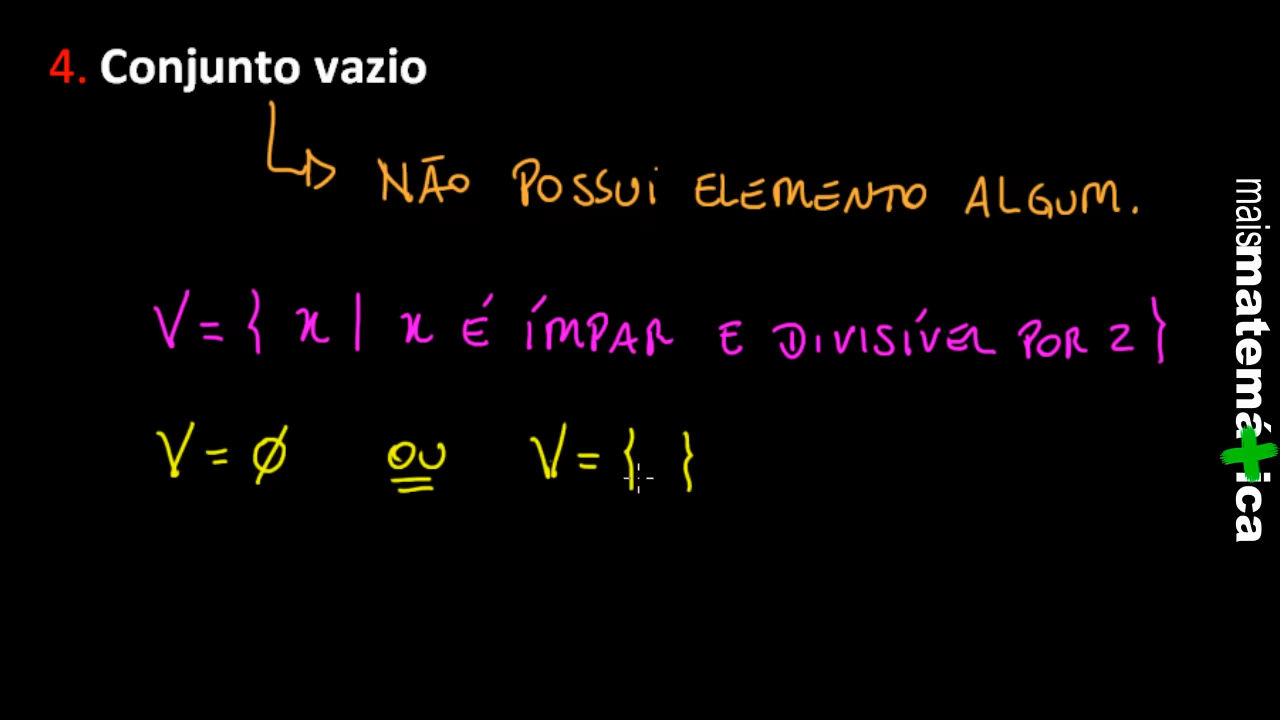 4. Conjunto vazio
NÃO POSSUI ELEMENTO ALGUM.
V = { x | x É ÍMPAR E DIVISÍVEL POR 2 }
V = ∅ OU V = { }
maismatemática